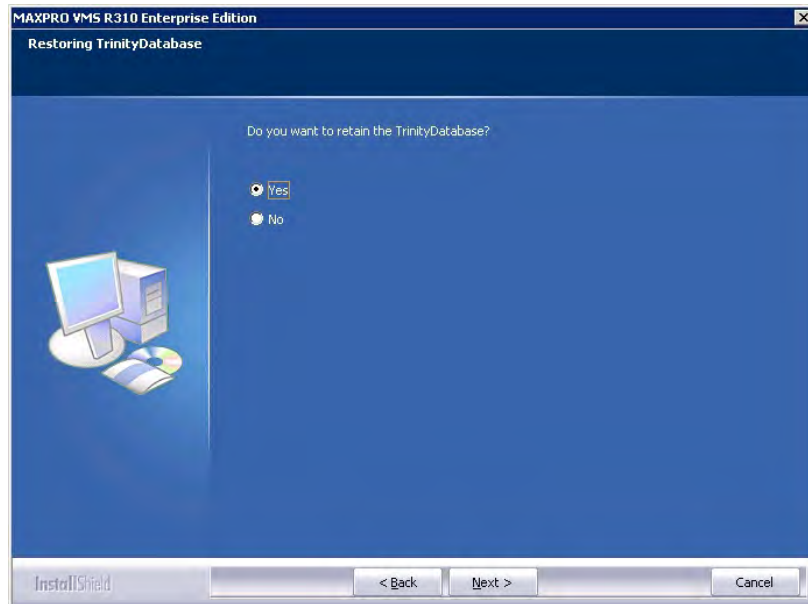 MAXPRO VMS R310 Enterprise Edition
Restoring TrinityDatabase
Do you want to retain the TrinityDatabase?
Yes
No
InstallShield
< Back
Next >
Cancel